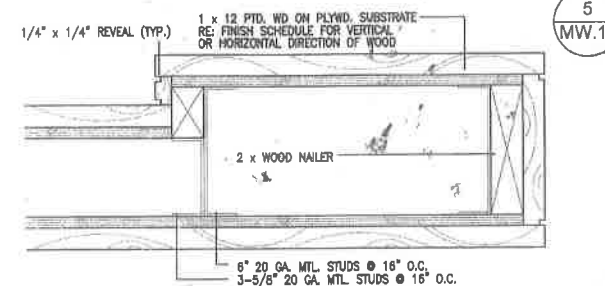 1/4" x 1/4" REVEAL (TYP.)
1 x 12 PTD. WD ON PLYWD. SUBSTRATE
RE: FINISH SCHEDULE FOR VERTICAL
OR HORIZONTAL DIRECTION OF WOOD
5
MW.1
2 x WOOD NAILER
6" 20 GA. MTL. STUDS @ 16" O.C.
3-5/8" 20 GA. MTL. STUDS @ 16" O.C.